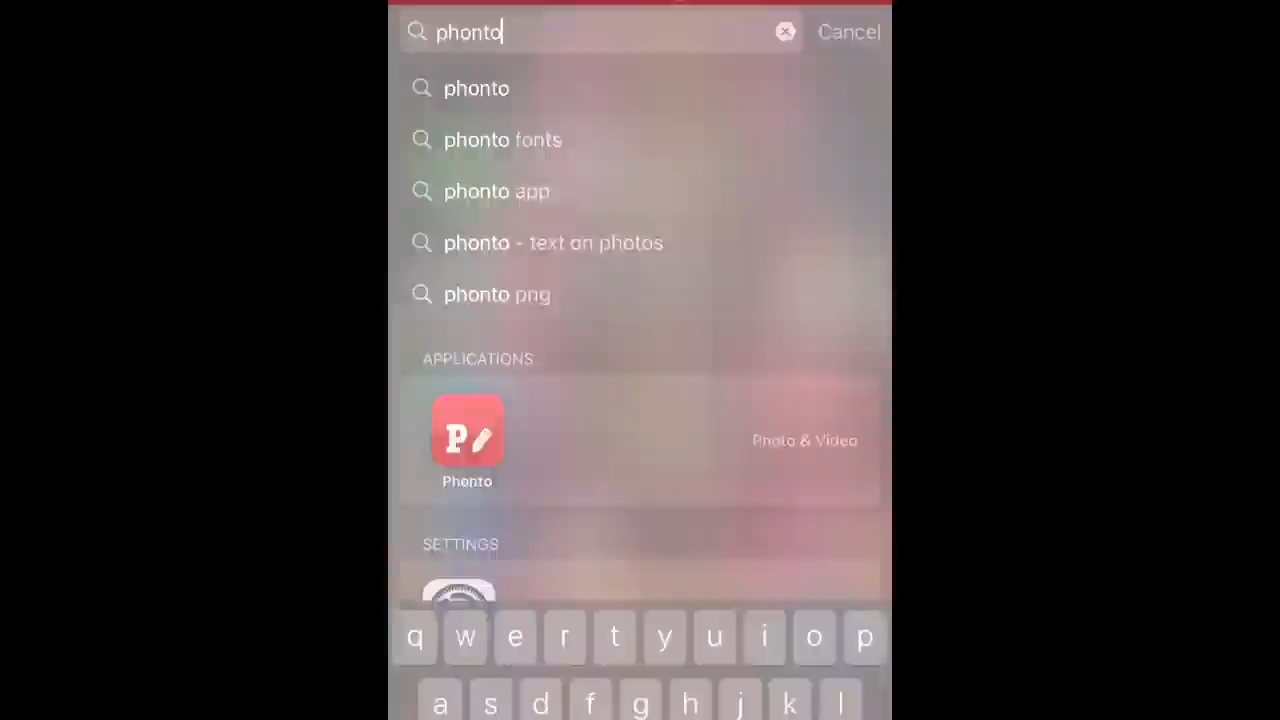 phonto Cancel
phonto
phonto fonts
phonto app
phonto - text on photos
phonto png
APPLICATIONS
P
Photo & Video
Phonto
SETTINGS
q w e r t y u i o p
a s d f g h j k l